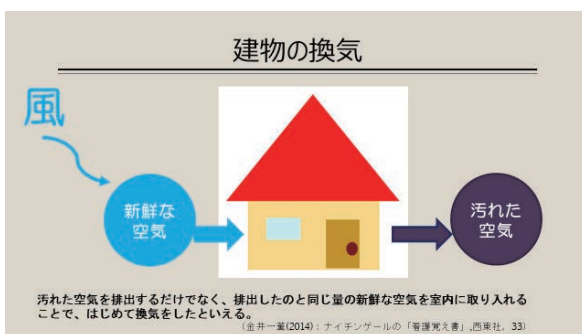 建物の換気
風
新鮮な
空気
汚れた
空気
汚れた空気を排出するだけでなく、排出したのと同じ量の新鮮な空気を室内に取り入れる
ことで、はじめて換気をしたといえる。
(金井一薫(2014)：ナイチンゲールの「看護覚え書」,西東社，33)